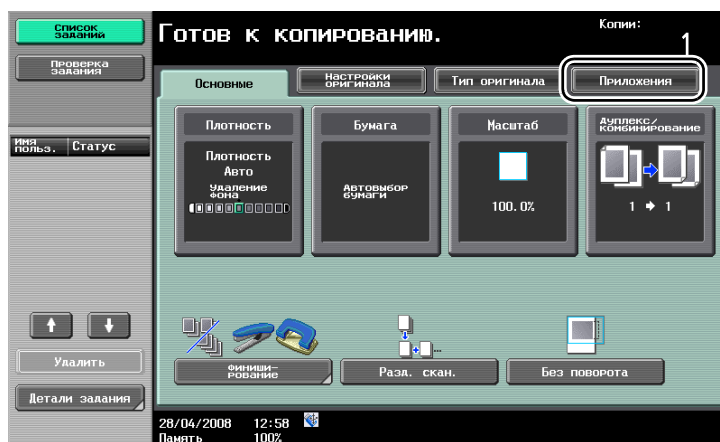 Список
заданий
Проверка
задания
Имя
польз.
Статус
Удалить
Детали задания
Готов к копированию.
Копии:
1
Основные
Настройки
оригинала
Тип оригинала
Приложения
Плотность
Плотность
Авто
Удаление
фона
Бумага
Автовыбор
бумаги
Масштаб
100.0%
Дуплекс/
Комбинирование
1 ➔ 1
Финиши-
рование
Разд. скан.
Без поворота
28/04/2008 12:58
Память 100%